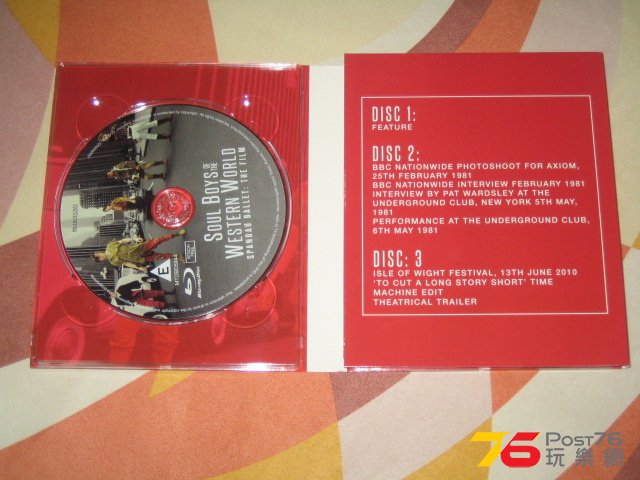 SOUL BOYS OF THE
WESTERN WORLD
SPANDAU BALLET: THE FILM
E
Blu-ray Disc
DISC 1:
FEATURE
DISC 2:
BBC NATIONWIDE PHOTOSHOOT FOR AXIOM,
25TH FEBRUARY 1981
BBC NATIONWIDE INTERVIEW FEBRUARY 1981
INTERVIEW BY PAT WARDSLEY AT THE
UNDERGROUND CLUB, NEW YORK 5TH MAY,
1981
PERFORMANCE AT THE UNDERGROUND CLUB,
6TH MAY 1981
DISC: 3
ISLE OF WIGHT FESTIVAL, 13TH JUNE 2010
'TO CUT A LONG STORY SHORT' TIME
MACHINE EDIT
THEATRICAL TRAILER
76 Post76
玩樂網